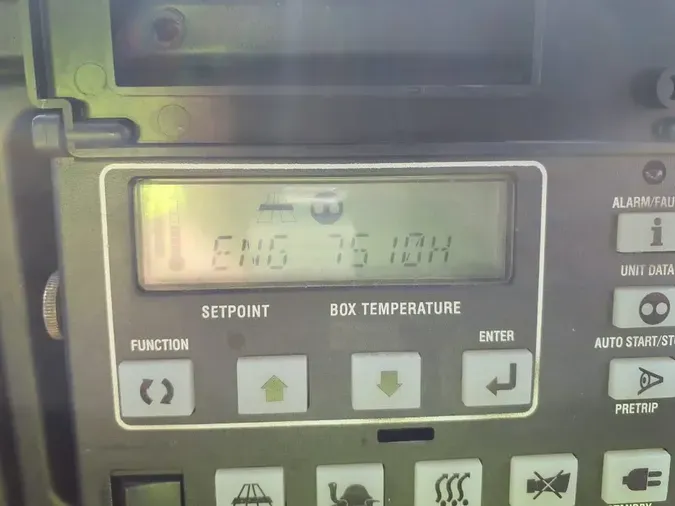 ALARM/FAU
ENG 7510H
SETPOINT
BOX TEMPERATURE
UNIT DATA
FUNCTION
ENTER
AUTO START/ST
PRETRIP